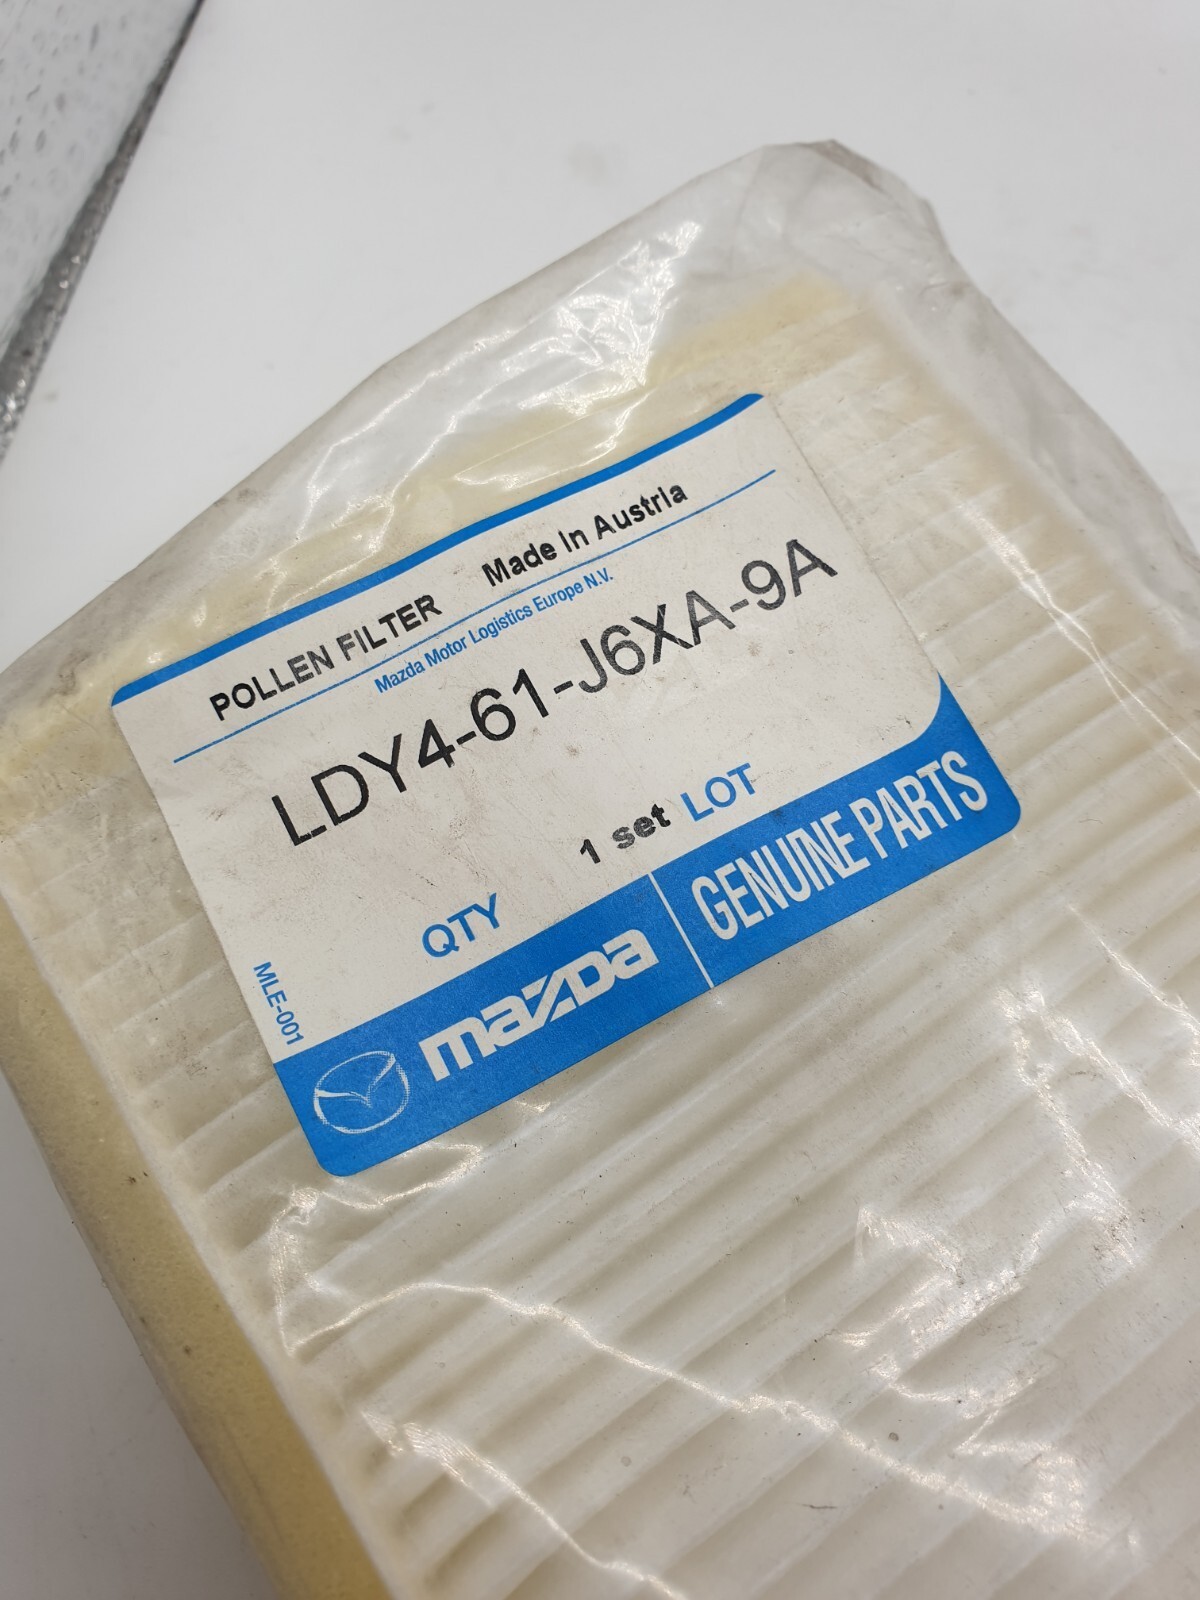 POLLEN FILTER Made in Austria
Mazda Motor Logistics Europe N.V.
LDY4-61-J6XA-9A
QTY 1 set LOT
MLE-001
mazda GENUINE PARTS